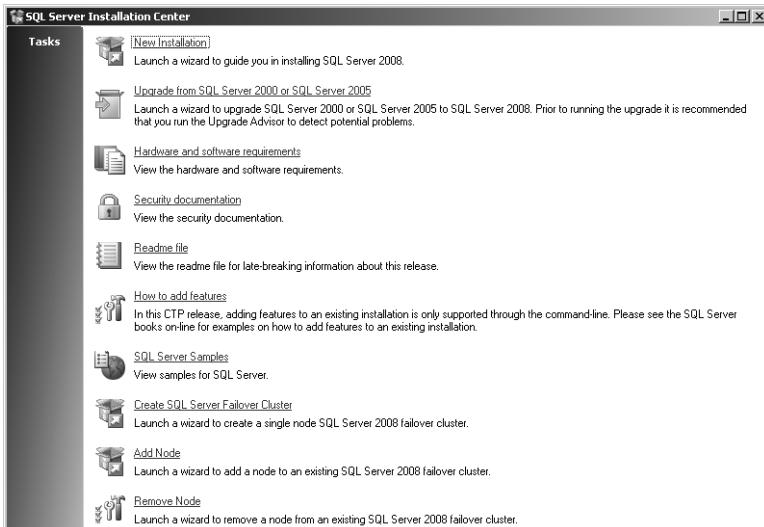 SQL Server Installation Center
Tasks
New Installation
Launch a wizard to guide you in installing SQL Server 2008.
Upgrade from SQL Server 2000 or SQL Server 2005
Launch a wizard to upgrade SQL Server 2000 or SQL Server 2005 to SQL Server 2008. Prior to running the upgrade it is recommended
that you run the Upgrade Advisor to detect potential problems.
Hardware and software requirements
View the hardware and software requirements.
Security documentation
View the security documentation.
Readme file
View the readme file for late-breaking information about this release.
How to add features
In this CTP release, adding features to an existing installation is only supported through the command-line. Please see the SQL Server
books on-line for examples on how to add features to an existing installation.
SQL Server Samples
View samples for SQL Server.
Create SQL Server Failover Cluster
Launch a wizard to create a single node SQL Server 2008 failover cluster.
Add Node
Launch a wizard to add a node to an existing SQL Server 2008 failover cluster.
Remove Node
Launch a wizard to remove a node from an existing SQL Server 2008 failover cluster.